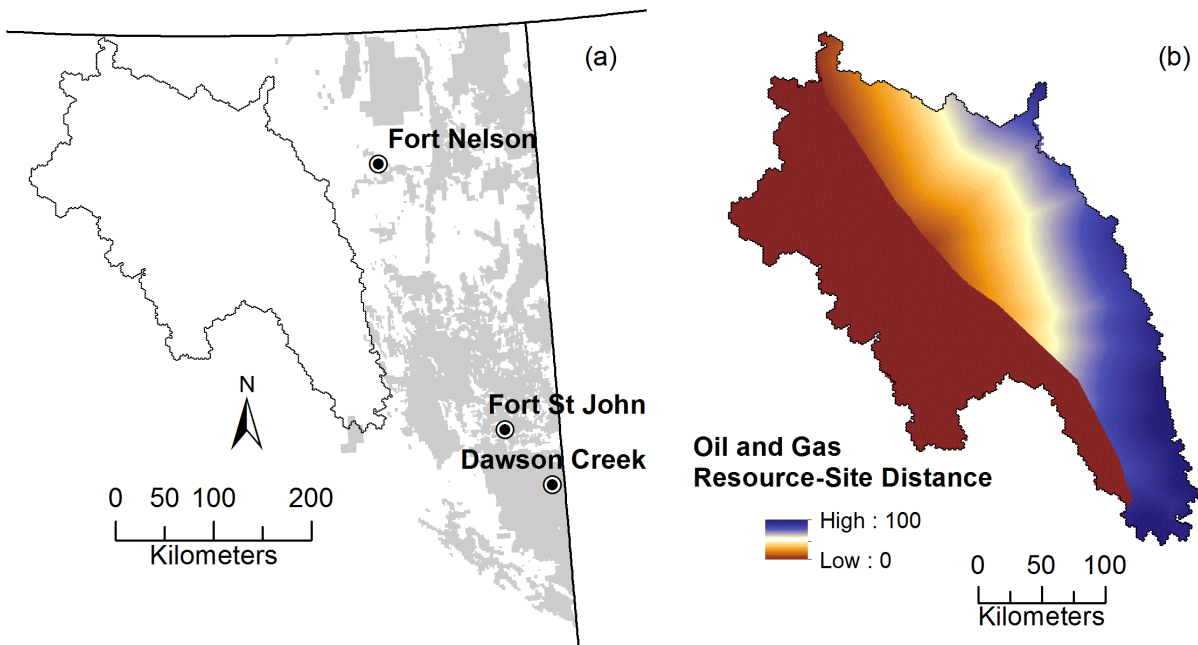 (a)
Fort Nelson
N
Fort St John
Dawson Creek
0 50 100 200
Kilometers
(b)
Oil and Gas
Resource-Site Distance
High : 100
Low : 0
0 50 100
Kilometers